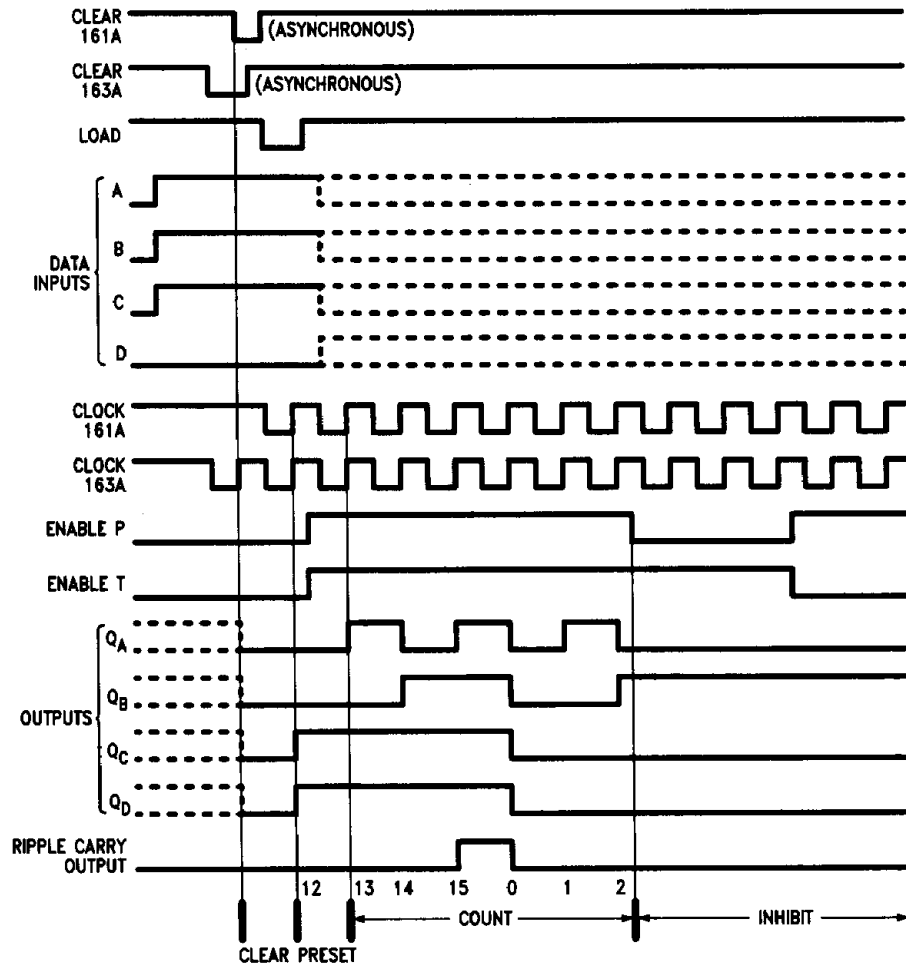 CLEAR
161A
(ASYNCHRONOUS)
CLEAR
163A
(ASYNCHRONOUS)
LOAD
DATA
INPUTS
A
B
C
D
CLOCK
161A
CLOCK
163A
ENABLE P
ENABLE T
OUTPUTS
QA
QB
QC
QD
RIPPLE CARRY
OUTPUT
12 13 14 15 0 1 2
COUNT INHIBIT
CLEAR PRESET